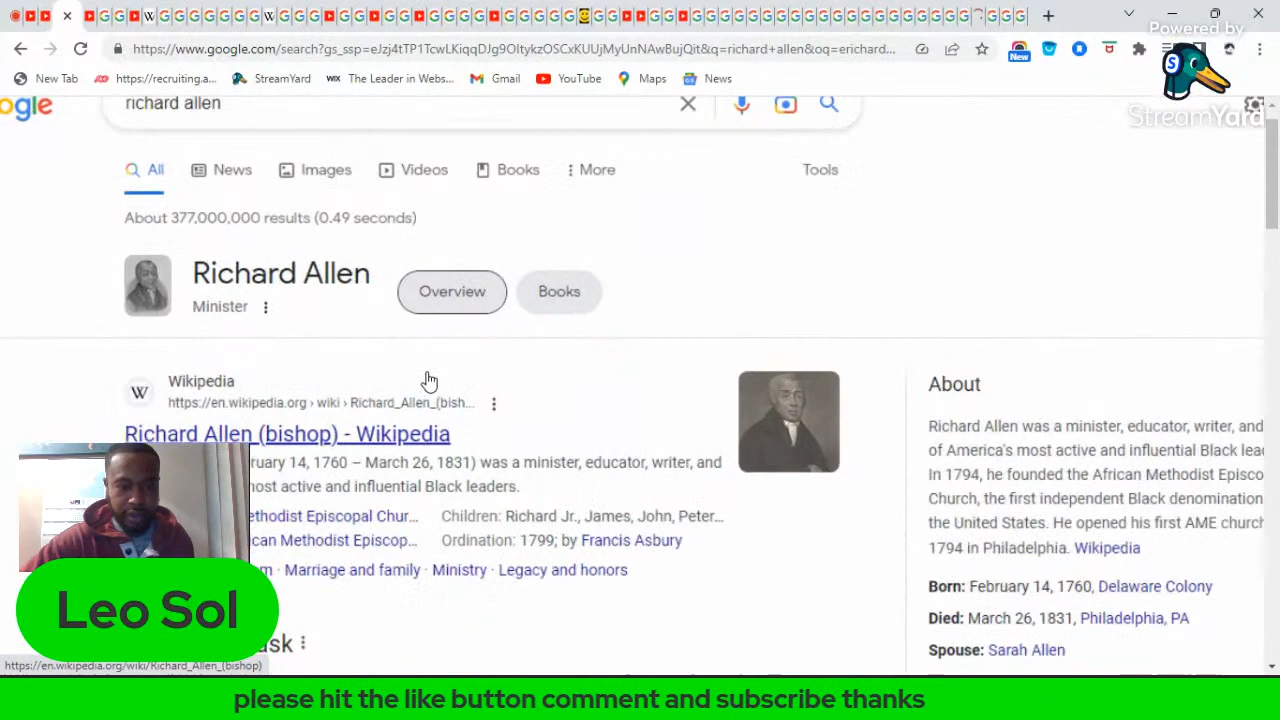 Powered by
StreamYard
https://www.google.com/search?gs_ssp=eJzj4tTP1TcwLKiqqDJg9OItykzOSCxKUUjMyUnNAwBujQit&q=richard+allen&oq=erichard...
New
New Tab
https://recruiting.a...
StreamYard
WIX
The Leader in Webs...
Gmail
YouTube
Maps
News
ogle
richard allen
All
News
Images
Videos
Books
More
Tools
About 377,000,000 results (0.49 seconds)
Richard Allen
Minister
Overview
Books
W
Wikipedia
https://en.wikipedia.org › wiki › Richard_Allen_(bish...
Richard Allen (bishop) - Wikipedia
ruary 14, 1760 – March 26, 1831) was a minister, educator, writer, and
ost active and influential Black leaders.
ethodist Episcopal Chur...
Children: Richard Jr., James, John, Peter...
can Methodist Episcop...
Ordination: 1799; by Francis Asbury
m · Marriage and family · Ministry · Legacy and honors
ask
About
Richard Allen was a minister, educator, writer, and
of America's most active and influential Black lea
In 1794, he founded the African Methodist Episco
Church, the first independent Black denomination
the United States. He opened his first AME church
1794 in Philadelphia. Wikipedia
Born: February 14, 1760, Delaware Colony
Died: March 26, 1831, Philadelphia, PA
Spouse: Sarah Allen
Leo Sol
https://en.wikipedia.org/wiki/Richard_Allen_(bishop)
please hit the like button comment and subscribe thanks